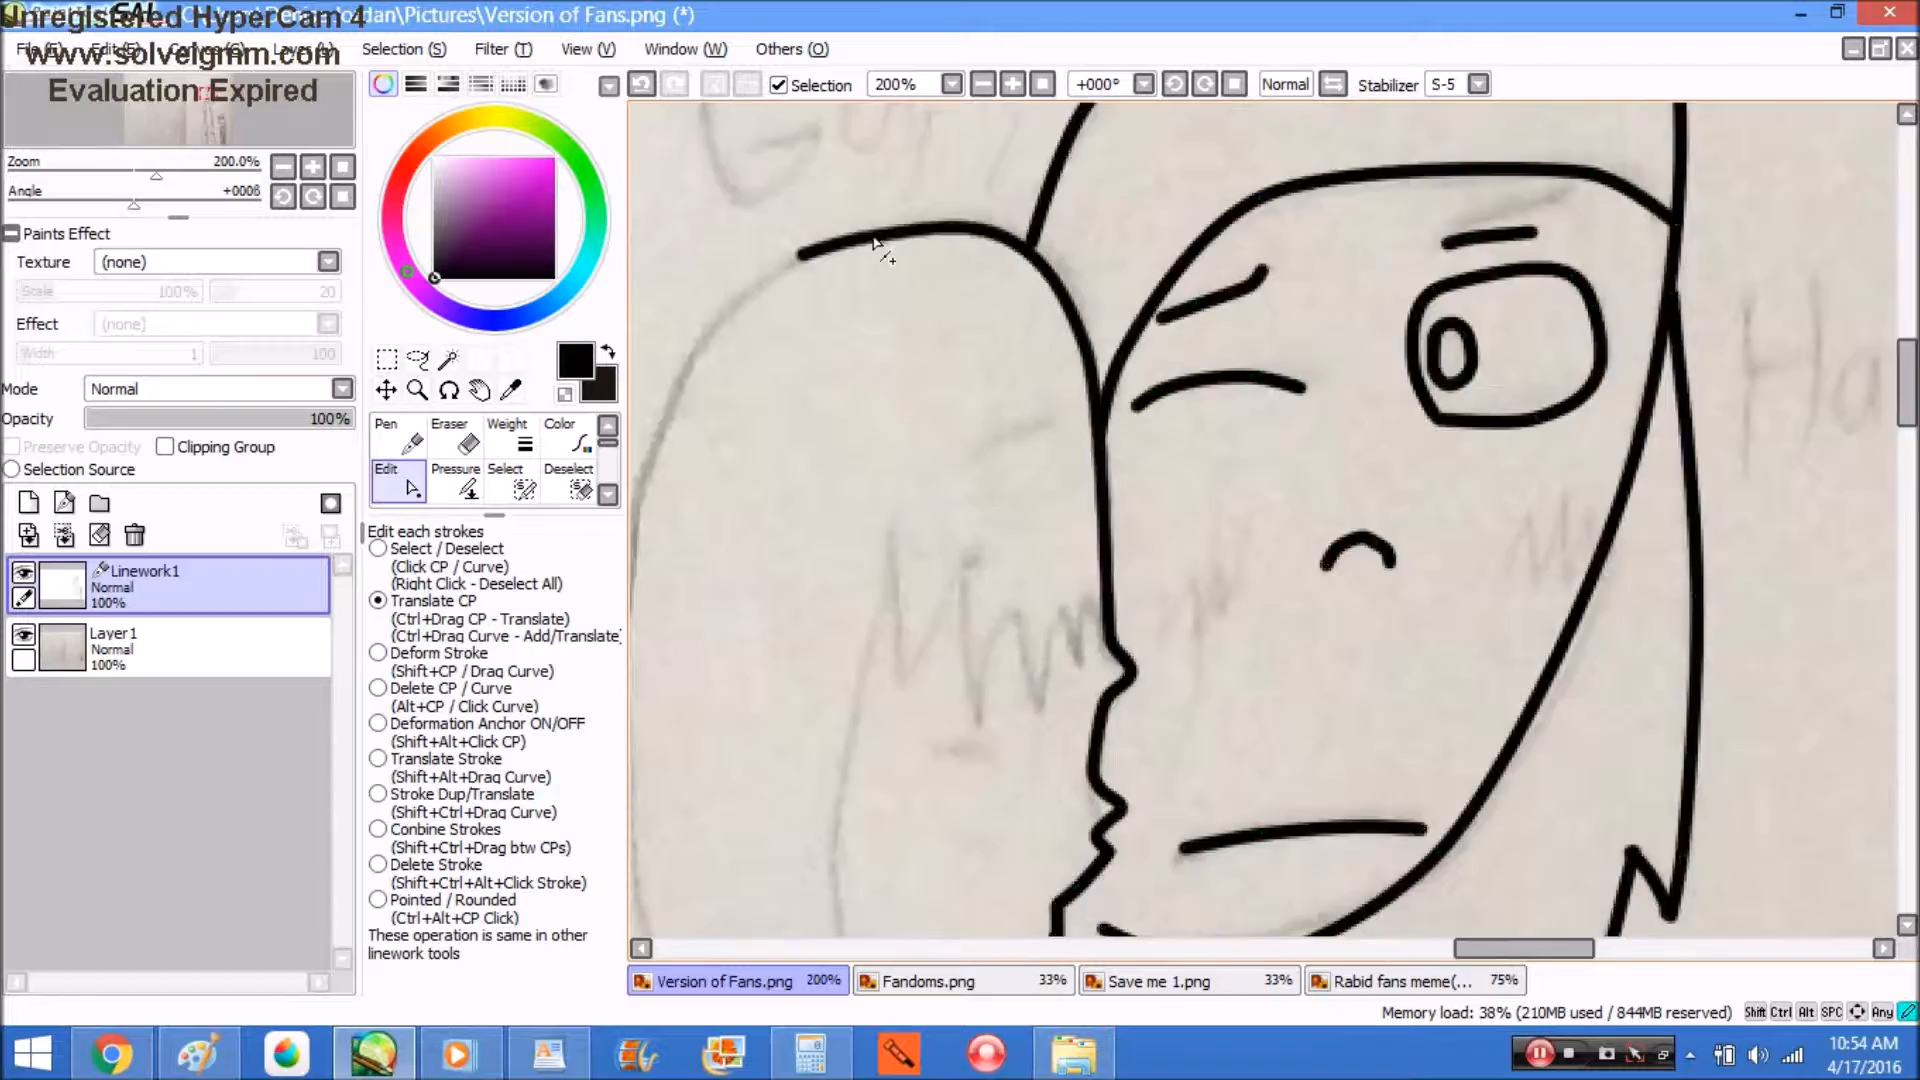 Unregistered HyperCam 4
www.solveigmm.com
Evaluation Expired
\Pictures\Version of Fans.png (*)
Selection (S)
Filter (T)
View (V)
Window (W)
Others (O)
Selection
200%
+000°
Normal
Stabilizer
S-5
Zoom
200.0%
Angle
+000ß
Paints Effect
Texture
(none)
Scale
100%
20
Effect
(none)
Width
1
100
Mode
Normal
Opacity
100%
Preserve Opacity
Clipping Group
Selection Source
Linework1
Normal
100%
Layer1
Normal
100%
Pen
Eraser
Weight
Color
Edit
Pressure
Select
Deselect
Edit each strokes
Select / Deselect
(Click CP / Curve)
(Right Click - Deselect All)
Translate CP
(Ctrl+Drag CP - Translate)
(Ctrl+Drag Curve - Add/Translate)
Deform Stroke
(Shift+CP / Drag Curve)
Delete CP / Curve
(Alt+CP / Click Curve)
Deformation Anchor ON/OFF
(Shift+Alt+Click CP)
Translate Stroke
(Shift+Alt+Drag Curve)
Stroke Dup/Translate
(Shift+Ctrl+Drag Curve)
Conbine Strokes
(Shift+Ctrl+Drag btw CPs)
Delete Stroke
(Shift+Ctrl+Alt+Click Stroke)
Pointed / Rounded
(Ctrl+Alt+CP Click)
These operation is same in other
linework tools
Ha
Version of Fans.png 200%
Fandoms.png 33%
Save me 1.png 33%
Rabid fans meme(... 75%
Memory load: 38% (210MB used / 844MB reserved)
Shift Ctrl Alt SPC Any
10:54 AM
4/17/2016